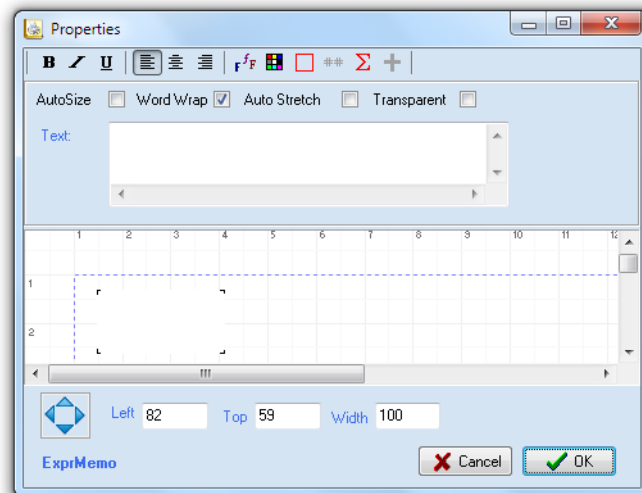 Properties
B I U FfF ## Σ
AutoSize Word Wrap Auto Stretch Transparent
Text:
1 2 3 4 5 6 7 8 9 10 11 12
1
2
Left 82 Top 59 Width 100
ExprMemo Cancel OK